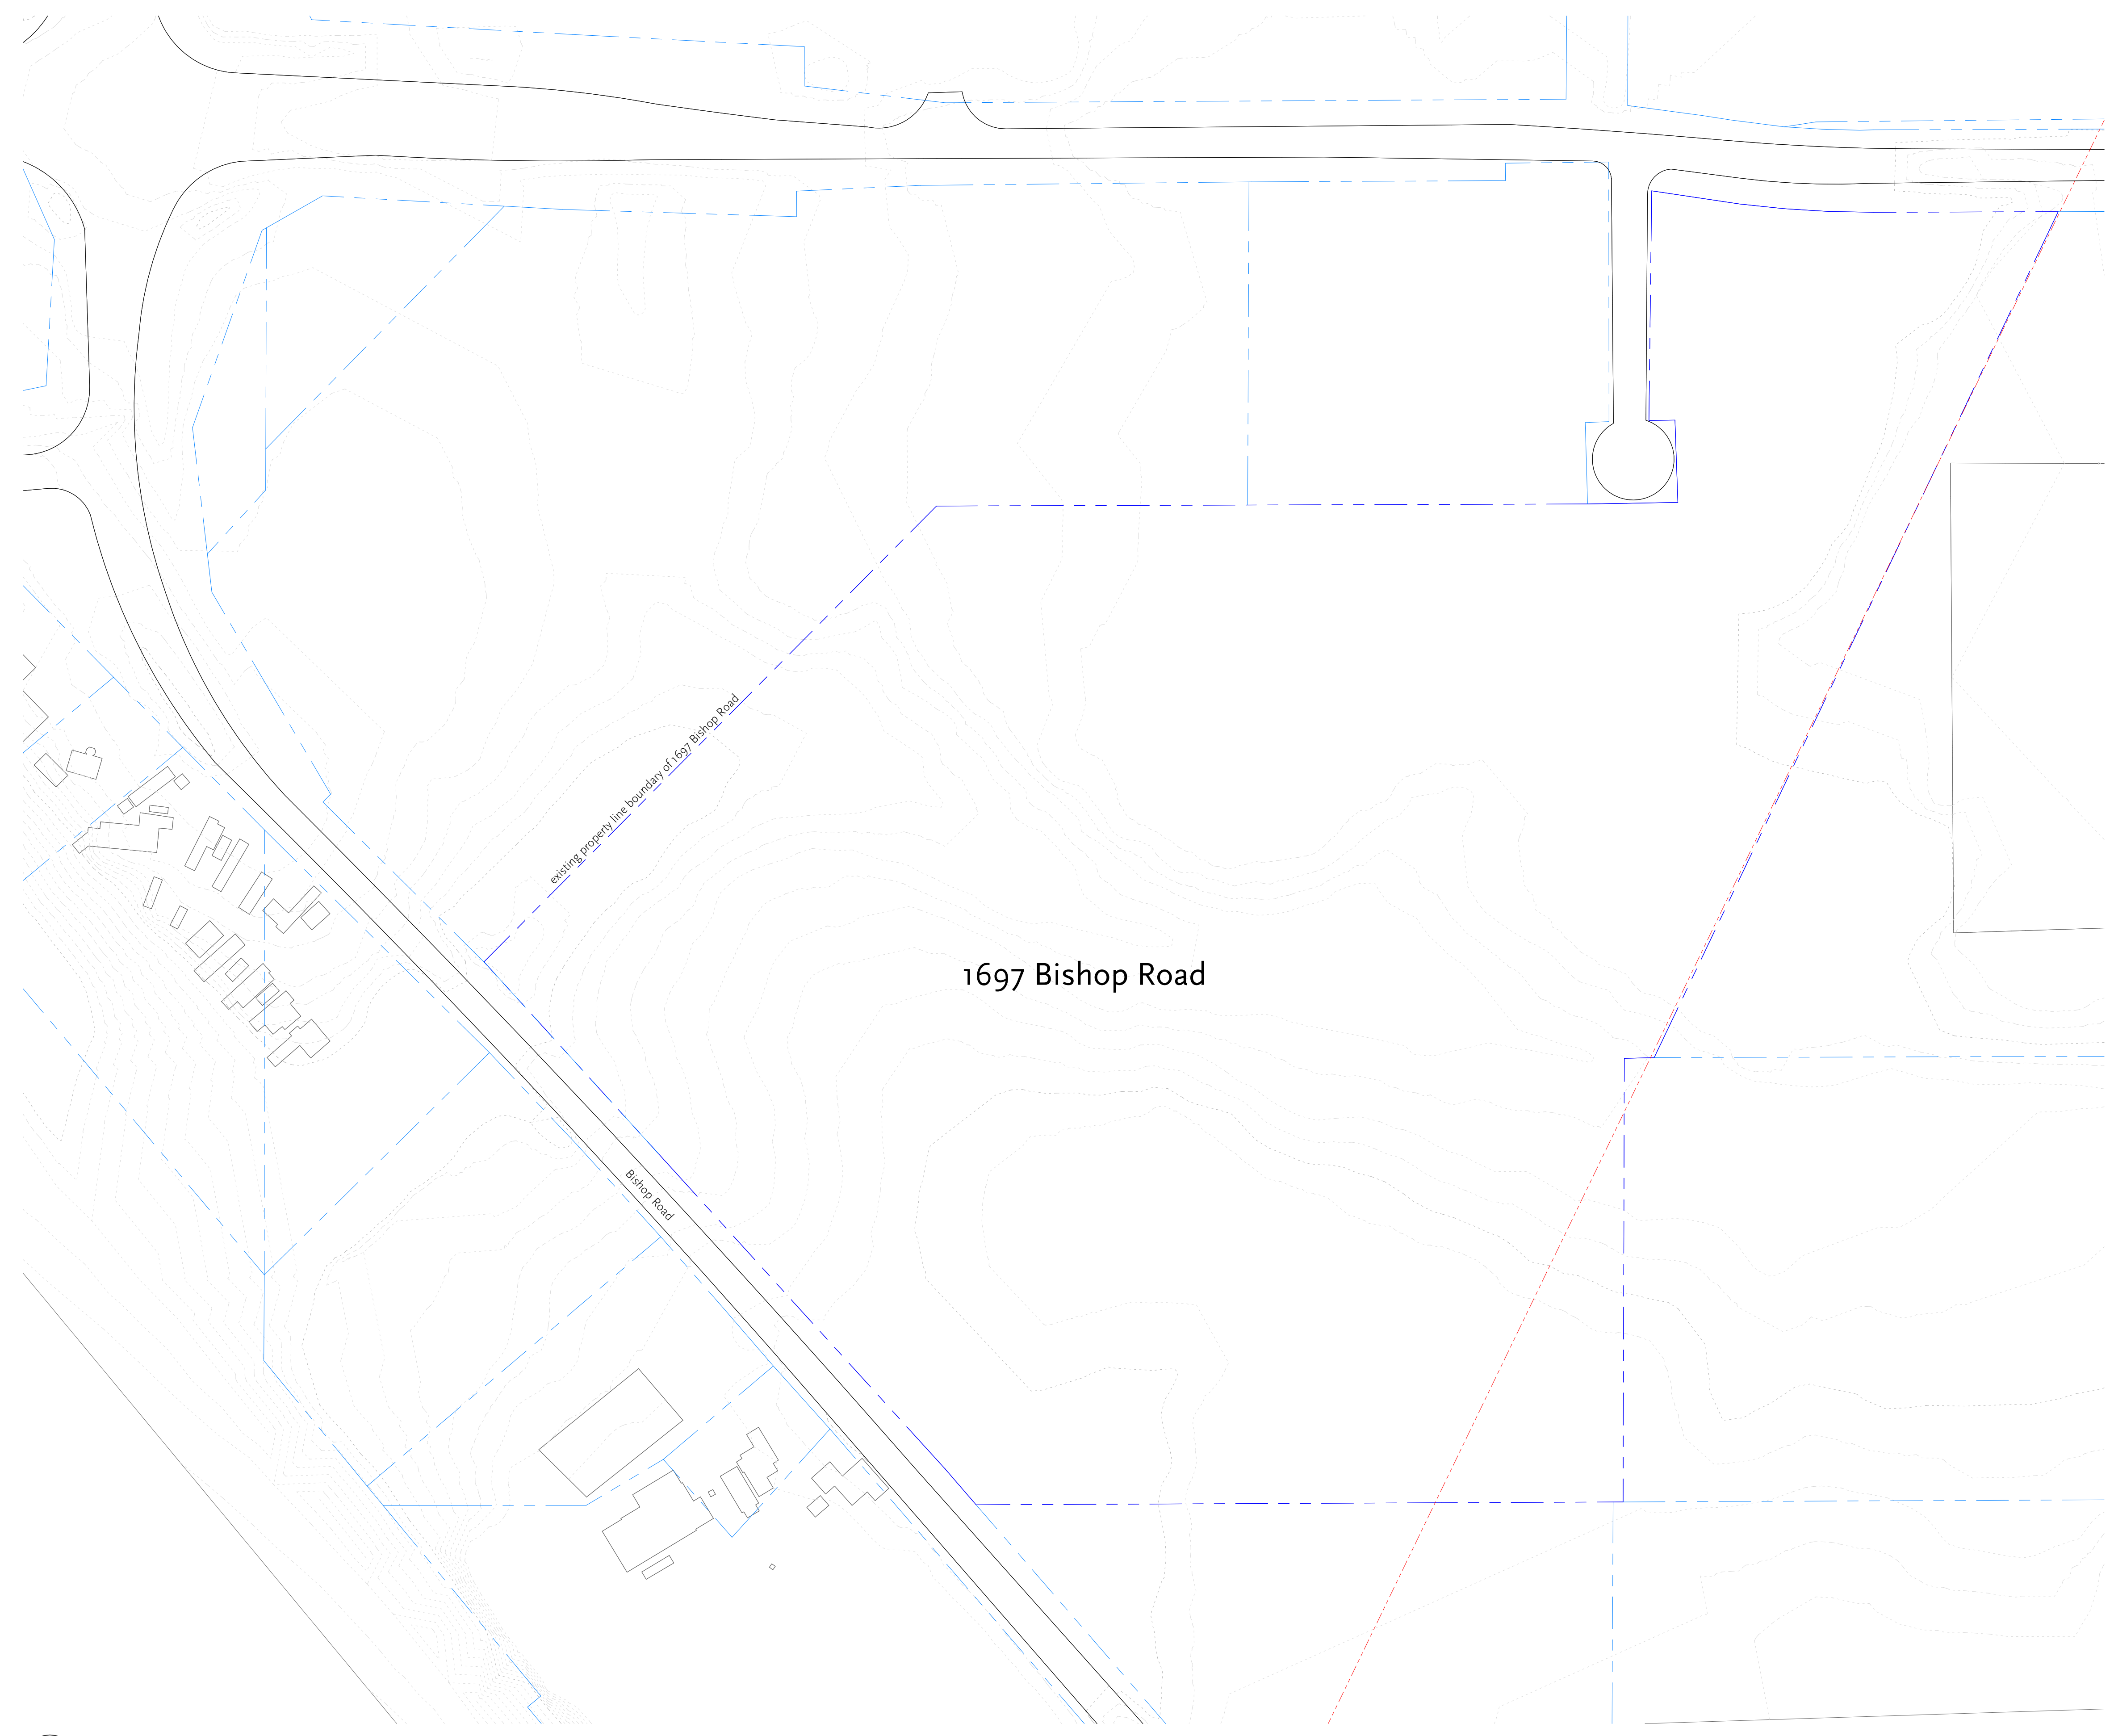 existing property line boundary of 1697 Bishop Road
1697 Bishop Road
Bishop Road